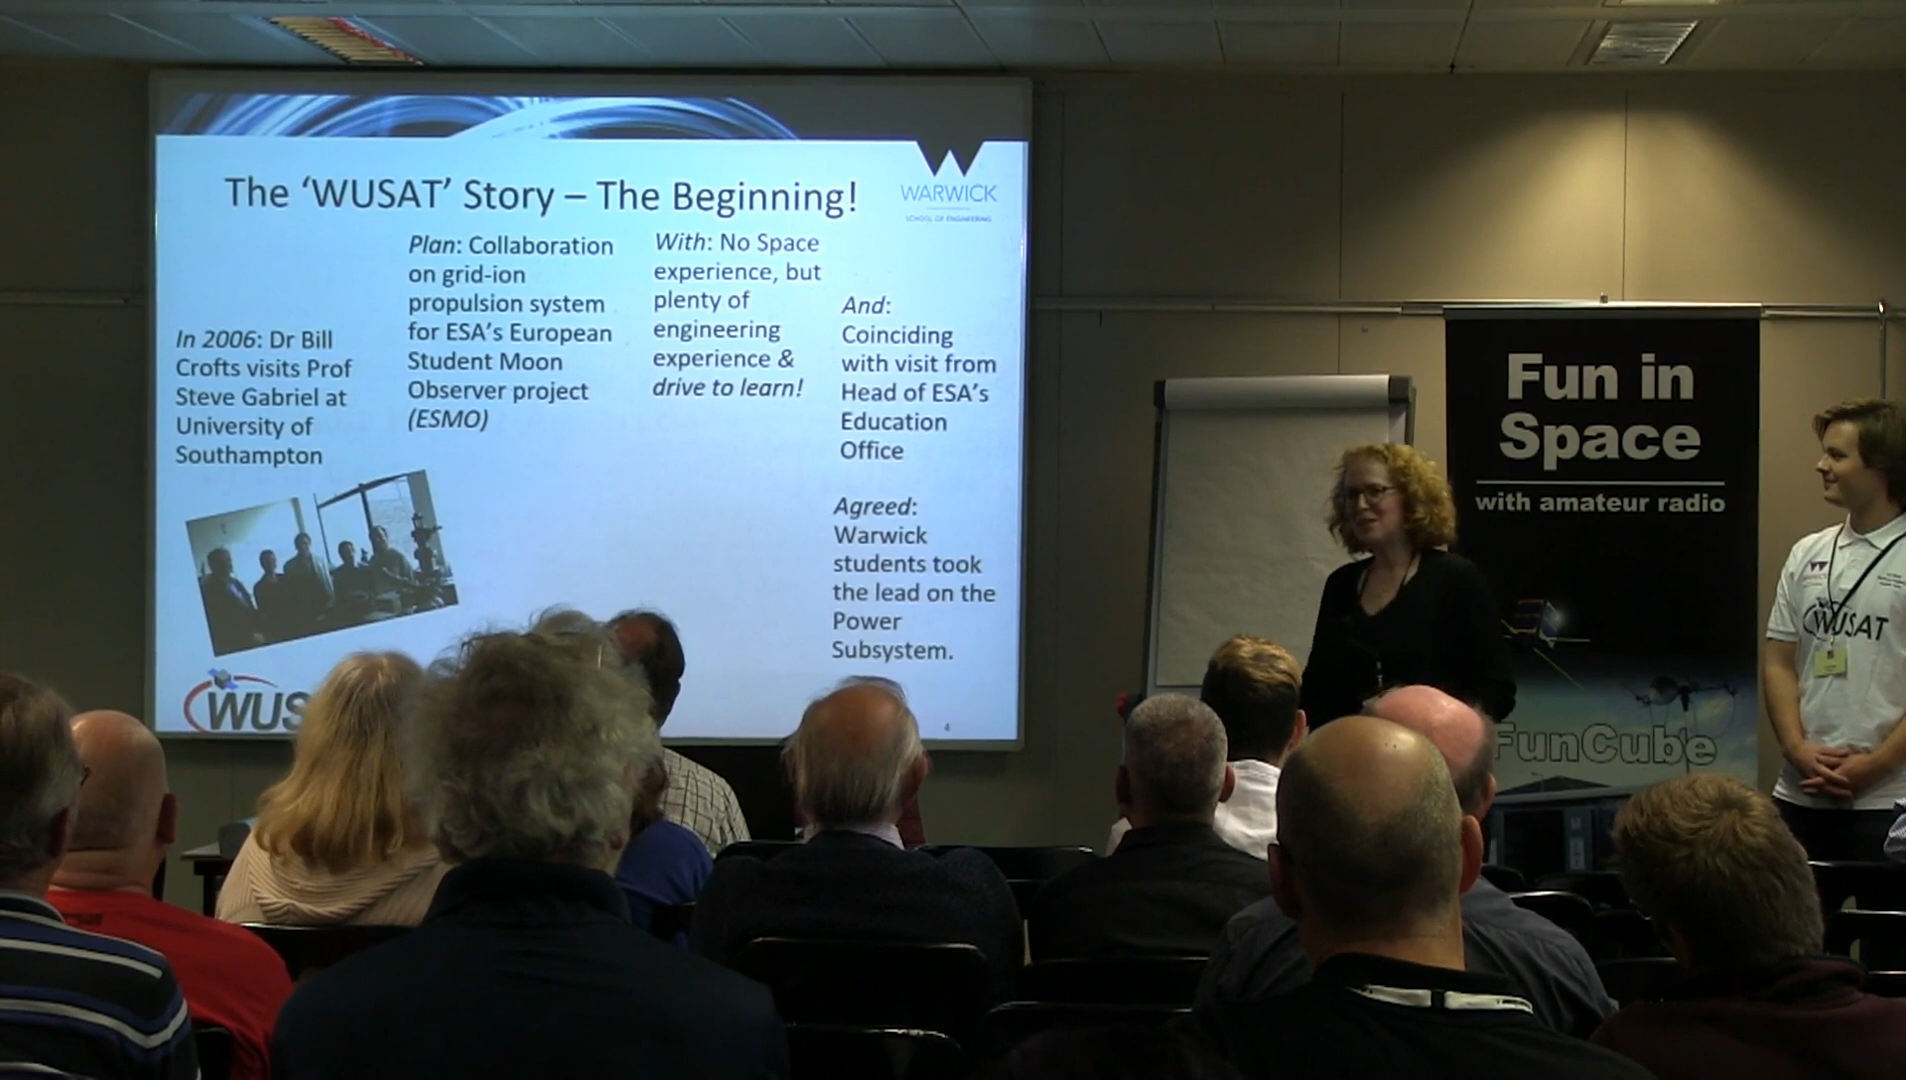 The ‘WUSAT’ Story – The Beginning!
WARWICK
SCHOOL OF ENGINEERING
In 2006: Dr Bill
Crofts visits Prof
Steve Gabriel at
University of
Southampton
Plan: Collaboration
on grid-ion
propulsion system
for ESA’s European
Student Moon
Observer project
(ESMO)
With: No Space
experience, but
plenty of
engineering
experience &
drive to learn!
And:
Coinciding
with visit from
Head of ESA’s
Education
Office
Agreed:
Warwick
students took
the lead on the
Power
Subsystem.
WUS
4
Fun in
Space
with amateur radio
FunCube
WUSAT